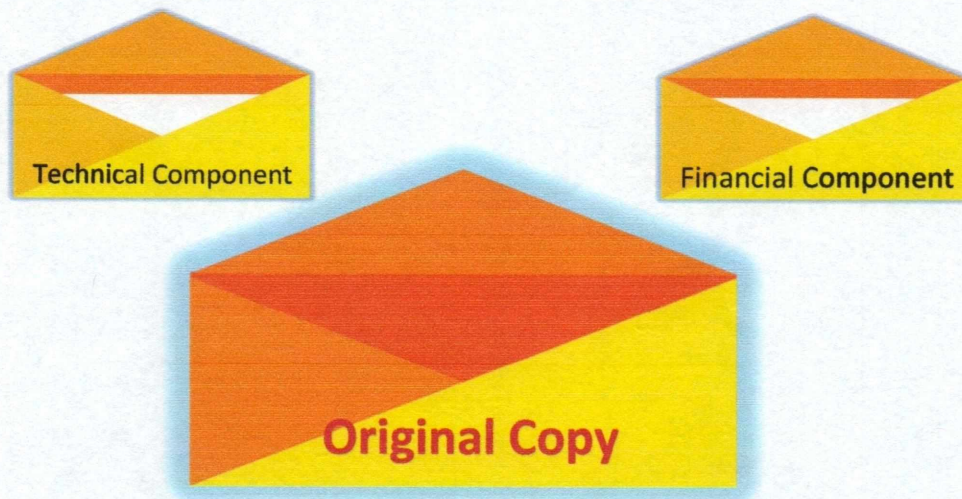 Technical Component
Financial Component
Original Copy